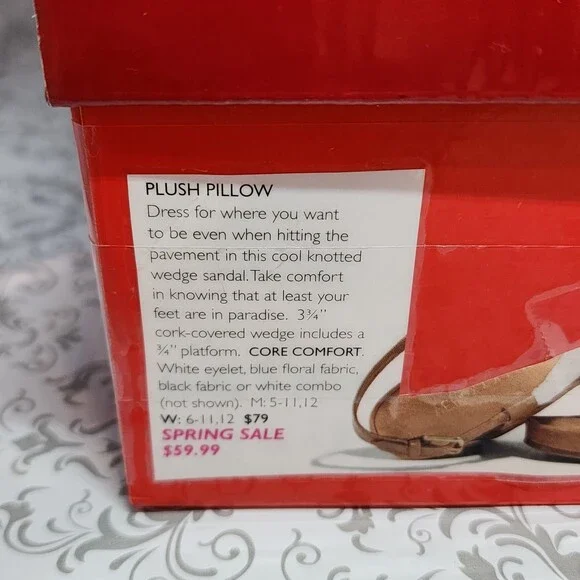 PLUSH PILLOW
Dress for where you want
to be even when hitting the
pavement in this cool knotted
wedge sandal. Take comfort
in knowing that at least your
feet are in paradise. 3¾"
cork-covered wedge includes a
¾" platform. CORE COMFORT.
White eyelet, blue floral fabric,
black fabric or white combo
(not shown). M: 5-11,12
W: 6-11,12 $79
SPRING SALE
$59.99